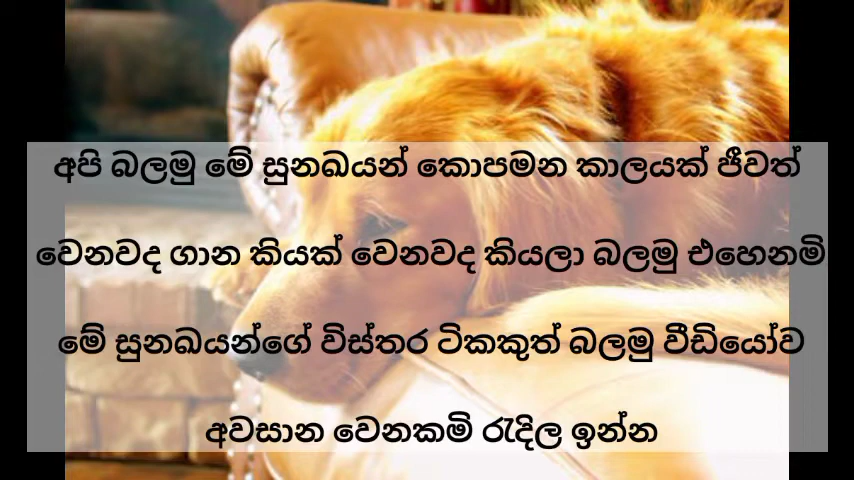 අපි බලමු මේ සුනඛයන් කොපමන කාලයක් ජීවත්
වෙනවද ගාන කියක් වෙනවද කියලා බලමු එහෙනම්
මේ සුනඛයන්ගේ විස්තර ටිකකුත් බලමු වීඩියෝව
අවසාන වෙනකම් රැදිල ඉන්න